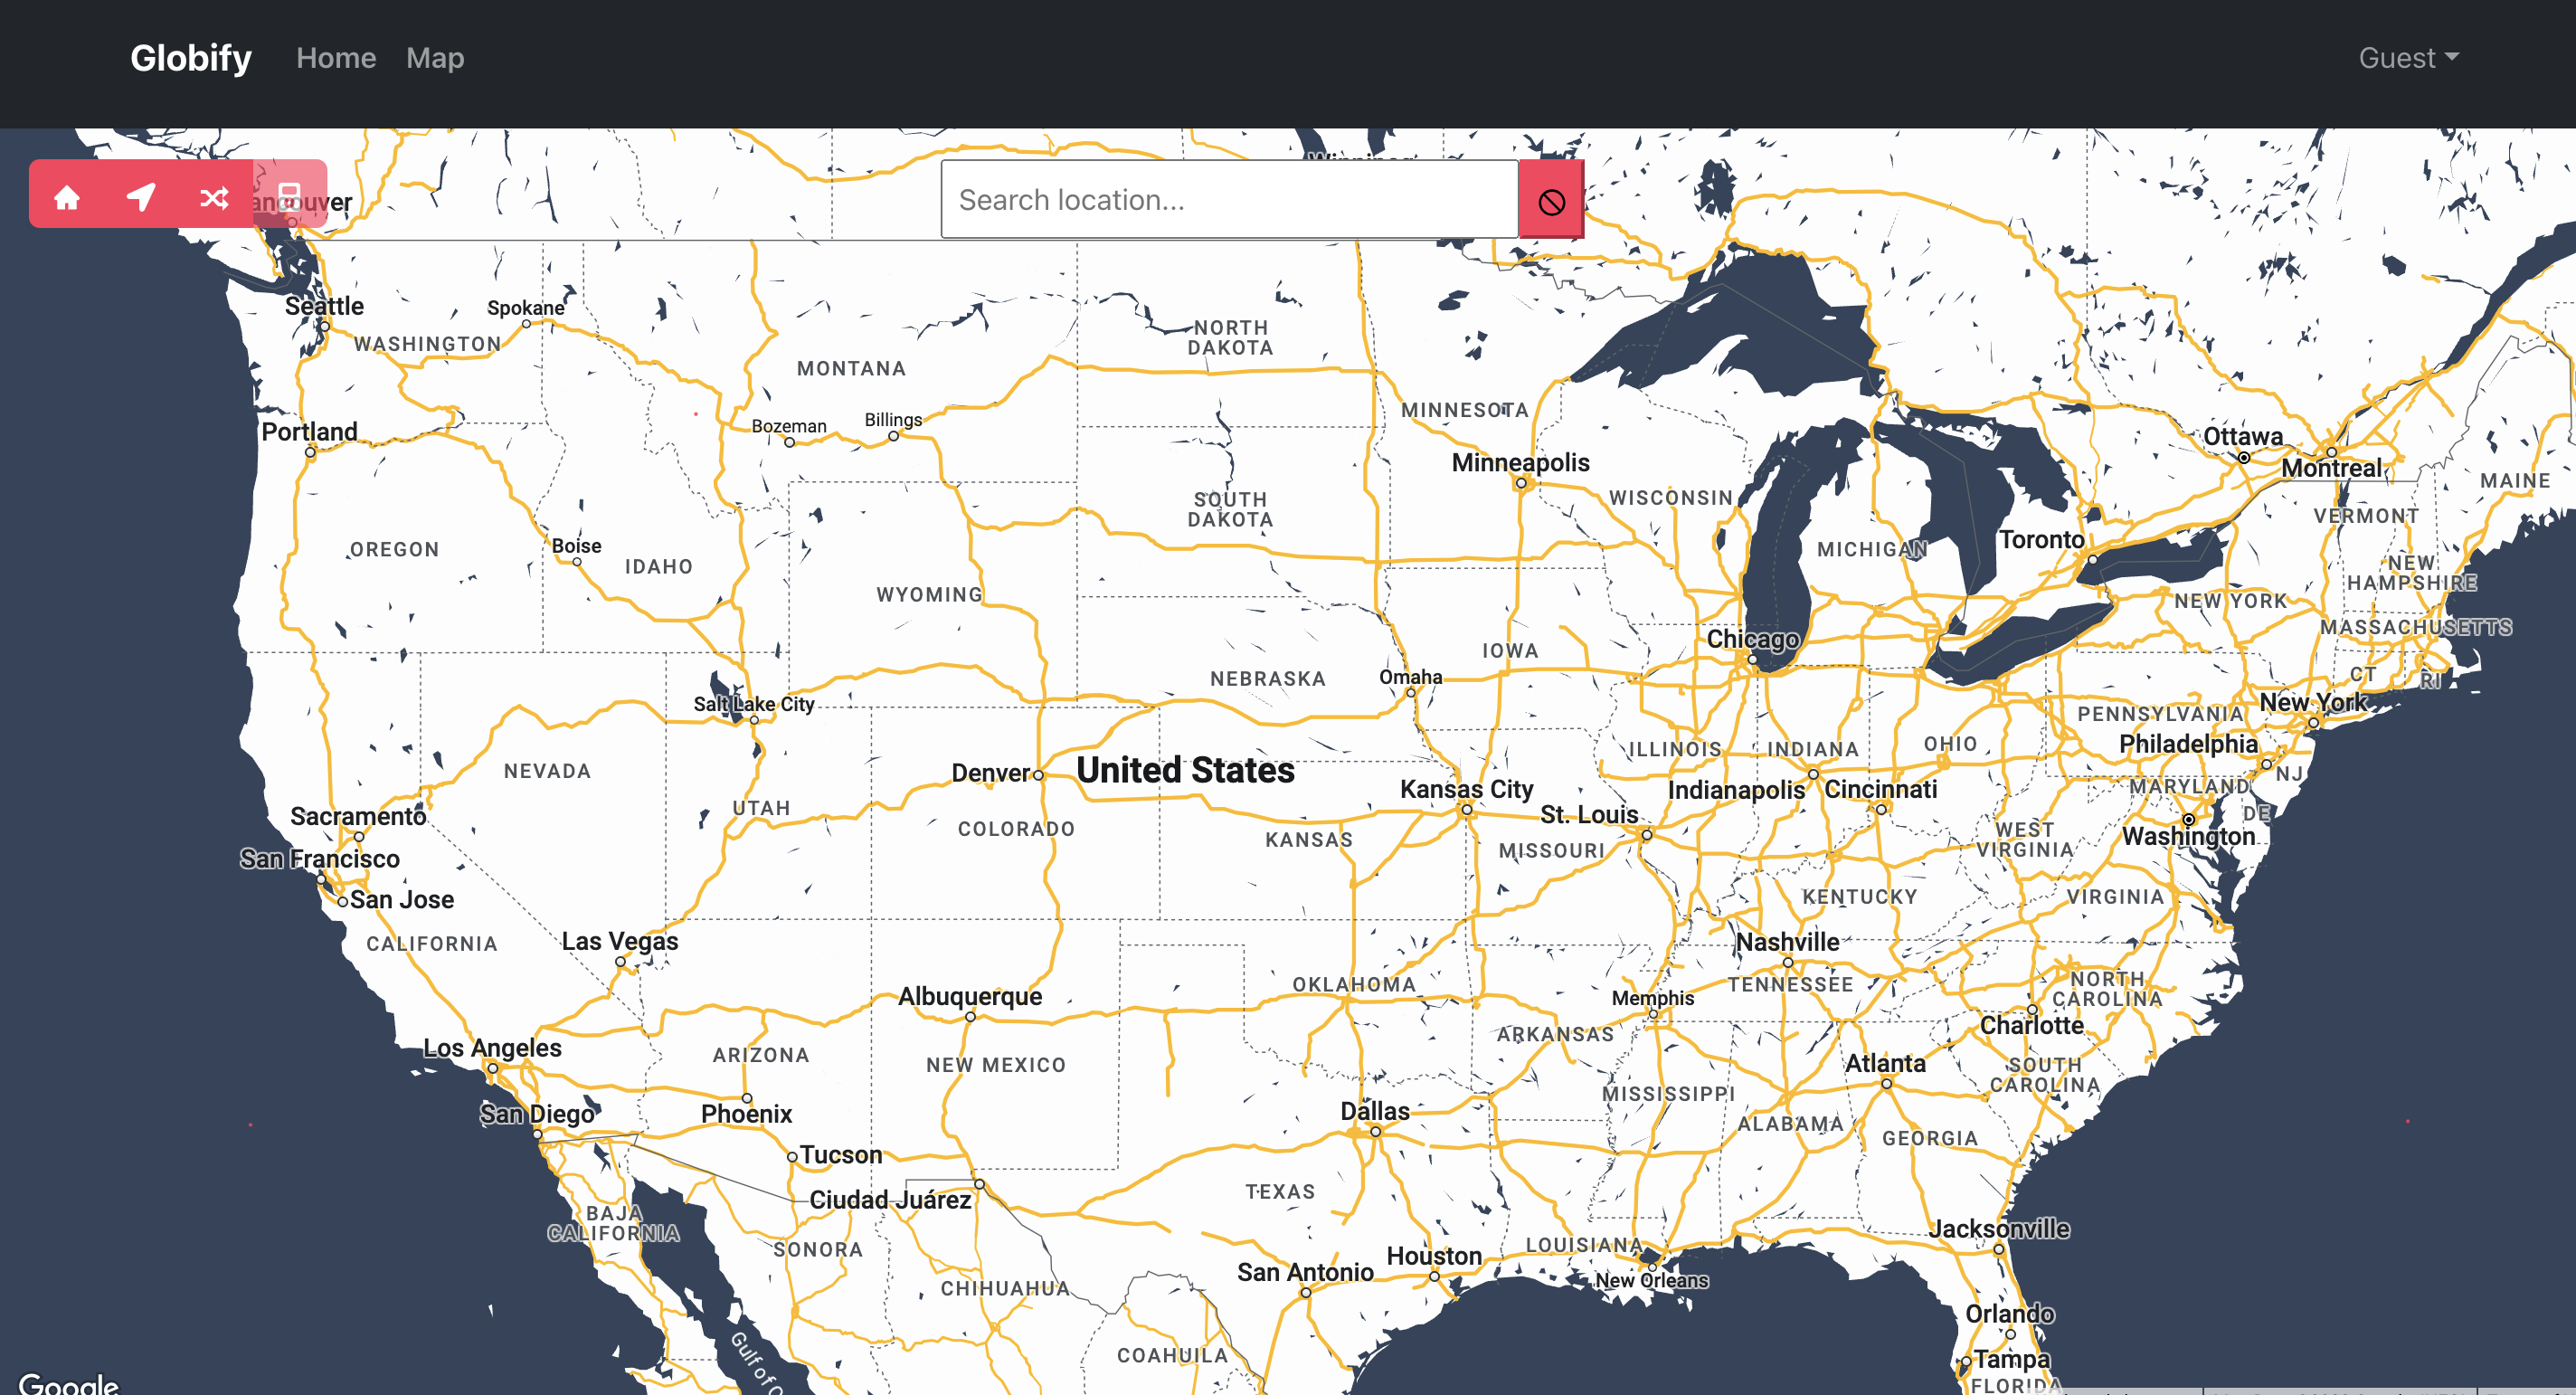 Globify
Home
Map
Guest
Search location...
Seattle
Spokane
WASHINGTON
MONTANA
NORTH
DAKOTA
Portland
Bozeman
Billings
MINNESOTA
Minneapolis
WISCONSIN
Ottawa
Montreal
MAINE
VERMONT
SOUTH
DAKOTA
OREGON
Boise
IDAHO
MICHIGAN
Toronto
NEW
HAMPSHIRE
WYOMING
NEW YORK
MASSACHUSETTS
Chicago
IOWA
NEBRASKA
Omaha
CT
RI
Salt Lake City
New York
PENNSYLVANIA
Philadelphia
NJ
NEVADA
Denver
United States
ILLINOIS
INDIANA
OHIO
Kansas City
Indianapolis
Cincinnati
MARYLAND
DE
Washington
Sacramento
UTAH
COLORADO
KANSAS
St. Louis
MISSOURI
WEST
VIRGINIA
San Francisco
San Jose
KENTUCKY
VIRGINIA
CALIFORNIA
Las Vegas
Nashville
TENNESSEE
Albuquerque
OKLAHOMA
Memphis
NORTH
CAROLINA
Charlotte
ARKANSAS
Los Angeles
ARIZONA
NEW MEXICO
Atlanta
SOUTH
CAROLINA
MISSISSIPPI
San Diego
Phoenix
Dallas
ALABAMA
GEORGIA
Tucson
Ciudad Juárez
TEXAS
BAJA
CALIFORNIA
SONORA
LOUISIANA
Jacksonville
CHIHUAHUA
San Antonio
Houston
New Orleans
Orlando
COAHUILA
Tampa
FLORIDA
Gulf of
Google